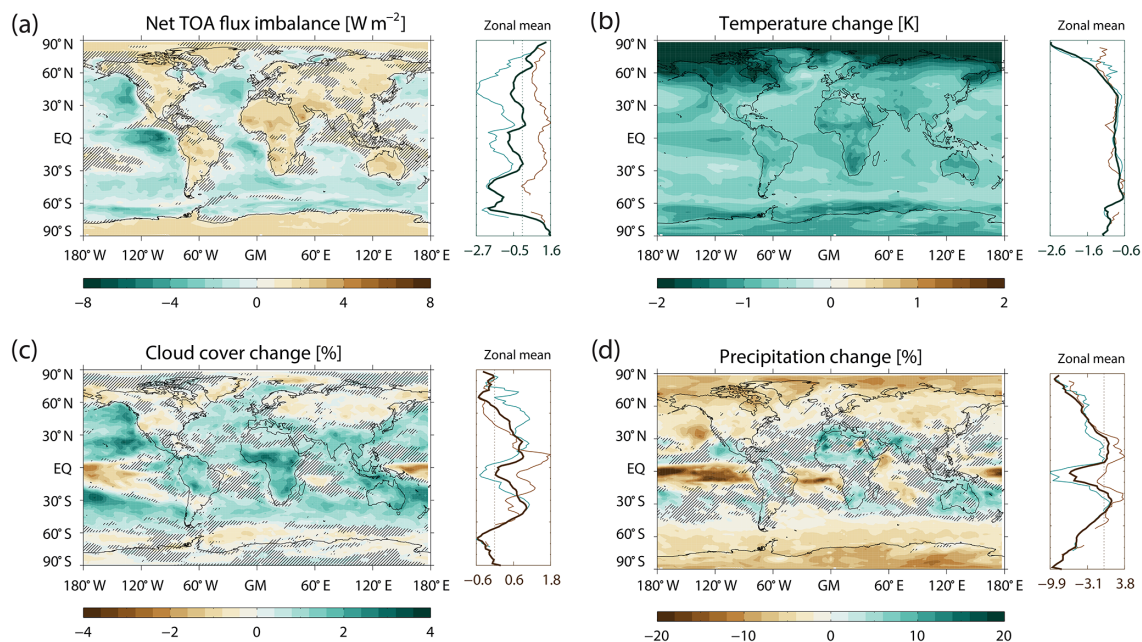 (a)
Net TOA flux imbalance [W m−2]
Zonal mean
90˚ N
60˚ N
30˚ N
EQ
30˚ S
60˚ S
90˚ S
180˚ W 120˚ W 60˚ W GM 60˚ E 120˚ E 180˚ E
−2.7 −0.5 1.6
−8 −4 0 4 8
(b)
Temperature change [K]
Zonal mean
90˚ N
60˚ N
30˚ N
EQ
30˚ S
60˚ S
90˚ S
180˚ W 120˚ W 60˚ W GM 60˚ E 120˚ E 180˚ E
−2.6 −1.6 −0.6
−2 −1 0 1 2
(c)
Cloud cover change [%]
Zonal mean
90˚ N
60˚ N
30˚ N
EQ
30˚ S
60˚ S
90˚ S
180˚ W 120˚ W 60˚ W GM 60˚ E 120˚ E 180˚ E
−0.6 0.6 1.8
−4 −2 0 2 4
(d)
Precipitation change [%]
Zonal mean
90˚ N
60˚ N
30˚ N
EQ
30˚ S
60˚ S
90˚ S
180˚ W 120˚ W 60˚ W GM 60˚ E 120˚ E 180˚ E
−9.9 −3.1 3.8
−20 −10 0 10 20